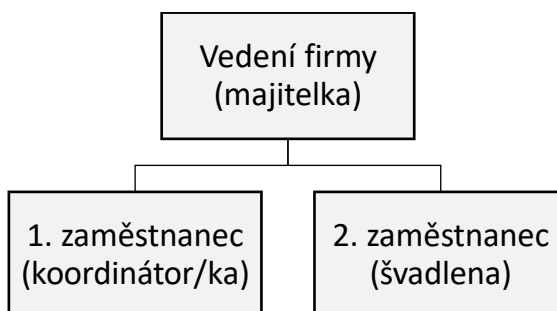 Vedení firmy
(majitelka)
1. zaměstnanec
(koordinátor/ka)
2. zaměstnanec
(švadlena)